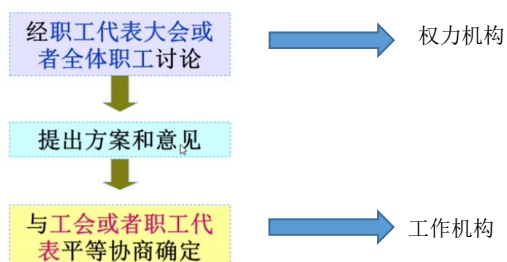 经职工代表大会或
者全体职工讨论
权力机构
提出方案和意见
与工会或者职工代
表平等协商确定
工作机构